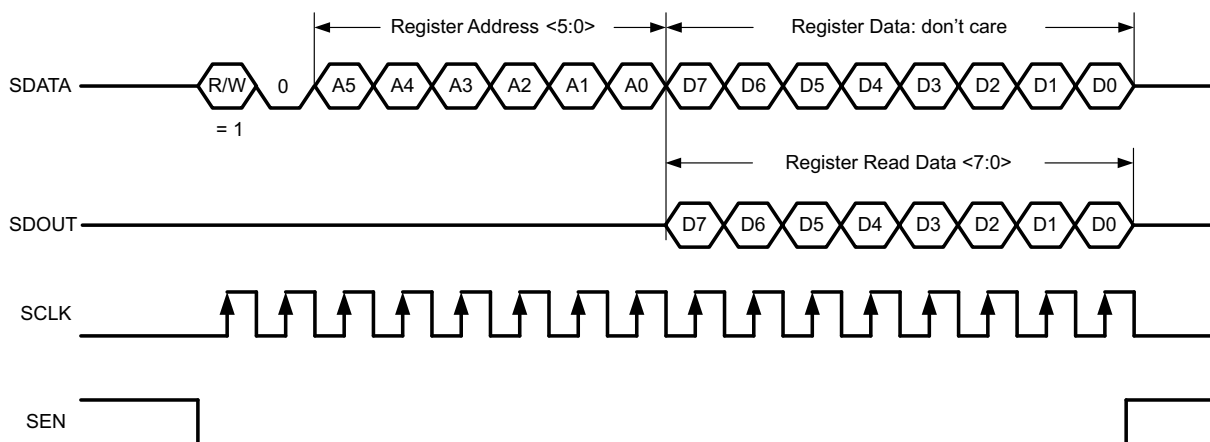 Register Address <5:0> Register Data: don't care
SDATA R/W 0 A5 A4 A3 A2 A1 A0 D7 D6 D5 D4 D3 D2 D1 D0
= 1
Register Read Data <7:0>
SDOUT D7 D6 D5 D4 D3 D2 D1 D0
SCLK
SEN